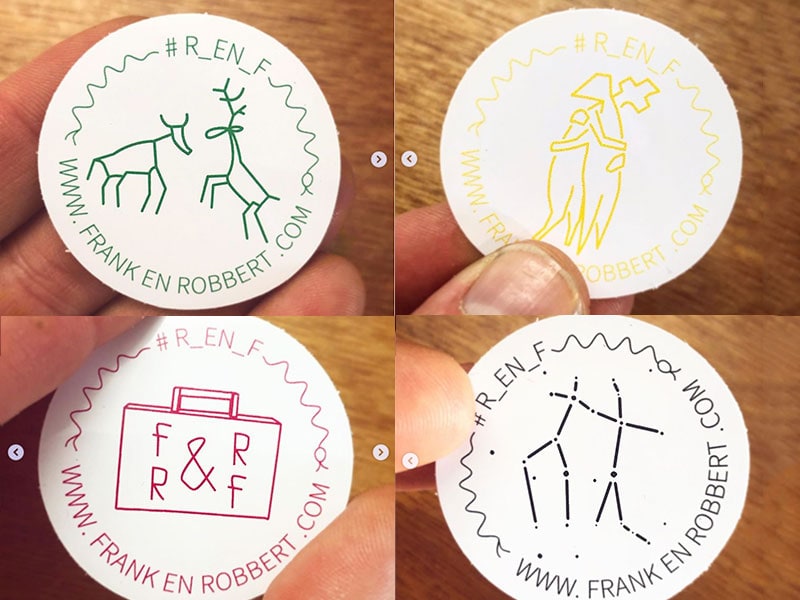 # R_EN_F
WWW. FRANK EN ROBBERT .COM
# R_EN_F
WWW. FRANK EN ROBBERT .COM
# R_EN_F
F R
&
R F
WWW. FRANK EN ROBBERT .COM
#R_EN_F
WWW. FRANK EN ROBBERT .COM